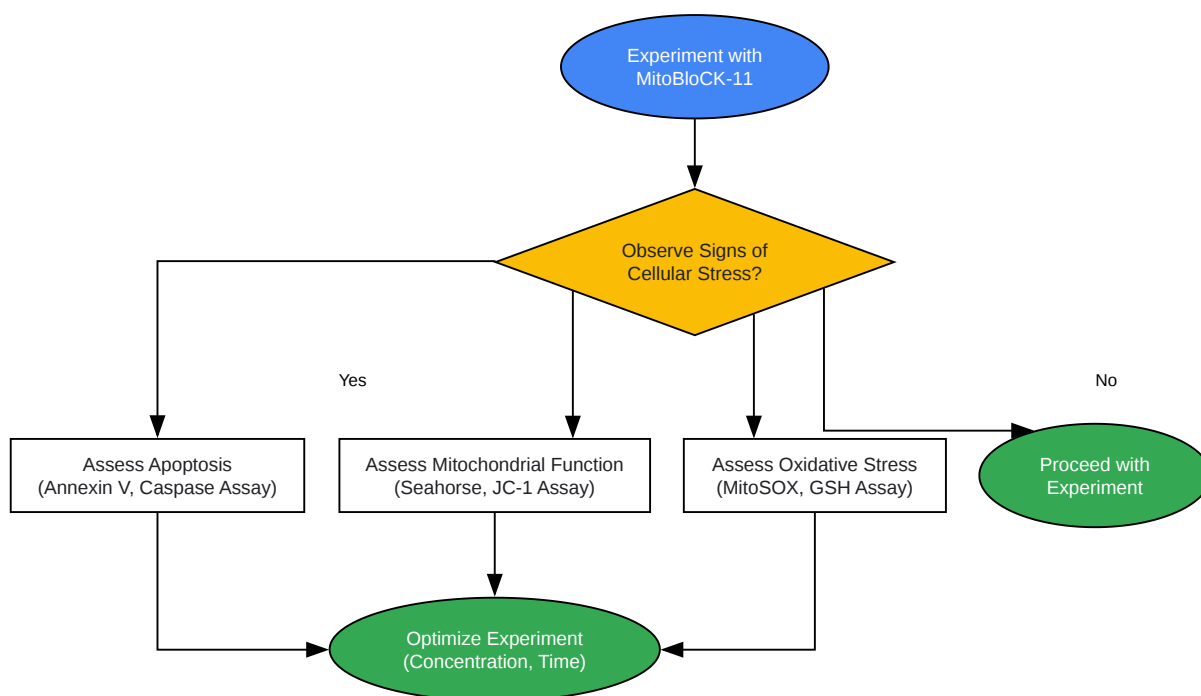 Experiment with
MitoBloCK-11
Observe Signs of
Cellular Stress?
Yes
No
Assess Apoptosis
(Annexin V, Caspase Assay)
Assess Mitochondrial Function
(Seahorse, JC-1 Assay)
Assess Oxidative Stress
(MitoSOX, GSH Assay)
Proceed with
Experiment
Optimize Experiment
(Concentration, Time)